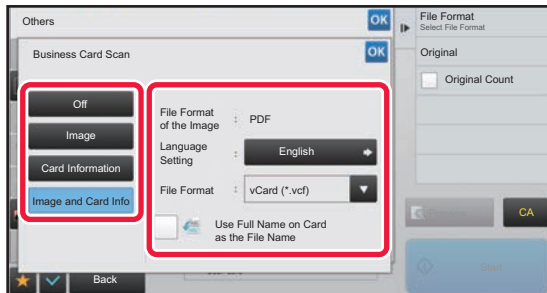 Others
OK
File Format
Select File Format
Business Card Scan
OK
Original
Original Count
Off
Image
Card Information
Image and Card Info
File Format
of the Image : PDF
Language
Setting : English
File Format : vCard (*.vcf)
Use Full Name on Card
as the File Name
CA
Back
Start